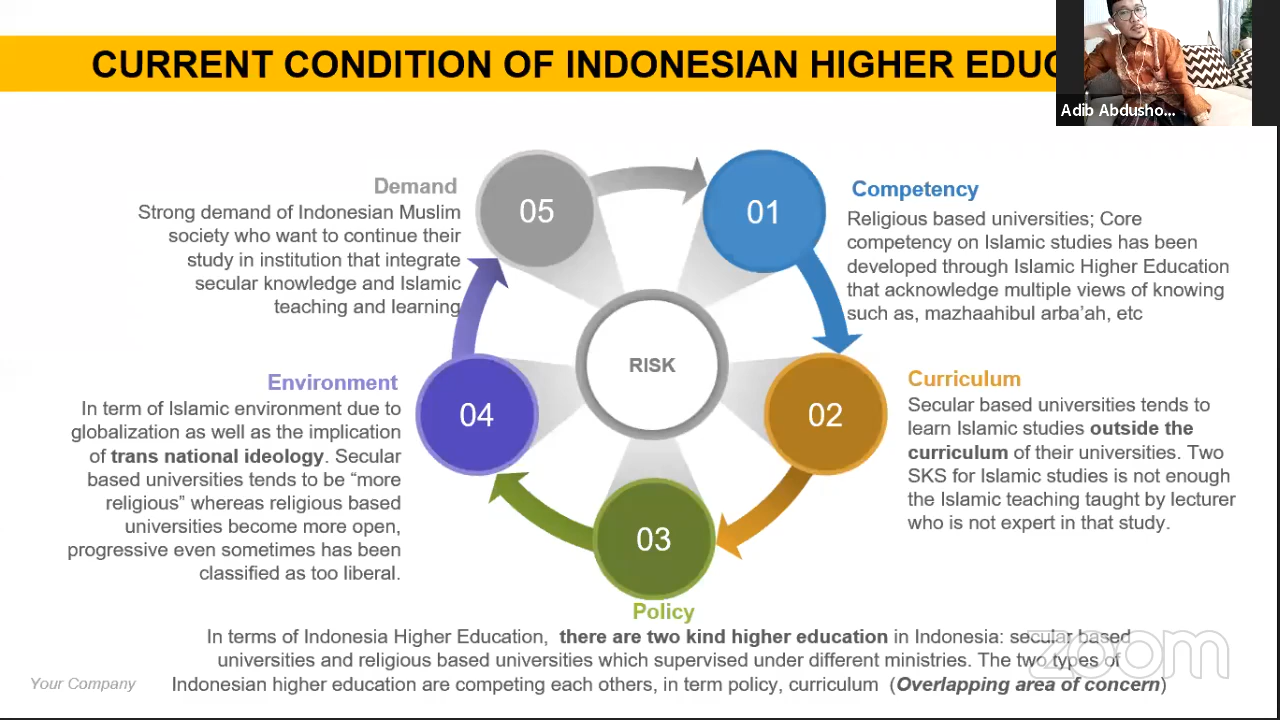 CURRENT CONDITION OF INDONESIAN HIGHER
Adib Abdusho...
05
01
Demand
Strong demand of Indonesian Muslim
society who want to continue their
study in institution that integrate
secular knowledge and Islamic
teaching and learning
Competency
Religious based universities; Core
competency on Islamic studies has been
developed through Islamic Higher Education
that acknowledge multiple views of knowing
such as, mazhaahibul arba’ah, etc
RISK
04
02
Environment
In term of Islamic environment due to
globalization as well as the implication
of trans national ideology. Secular
based universities tends to be “more
religious” whereas religious based
universities become more open,
progressive even sometimes has been
classified as too liberal.
Curriculum
Secular based universities tends to
learn Islamic studies outside the
curriculum of their universities. Two
SKS for Islamic studies is not enough
the Islamic teaching taught by lecturer
who is not expert in that study.
03
Policy
In terms of Indonesia Higher Education, there are two kind higher education in Indonesia: secular based
universities and religious based universities which supervised under different ministries. The two types of
Indonesian higher education are competing each others, in term policy, curriculum (Overlapping area of concern)
Your Company
zoom